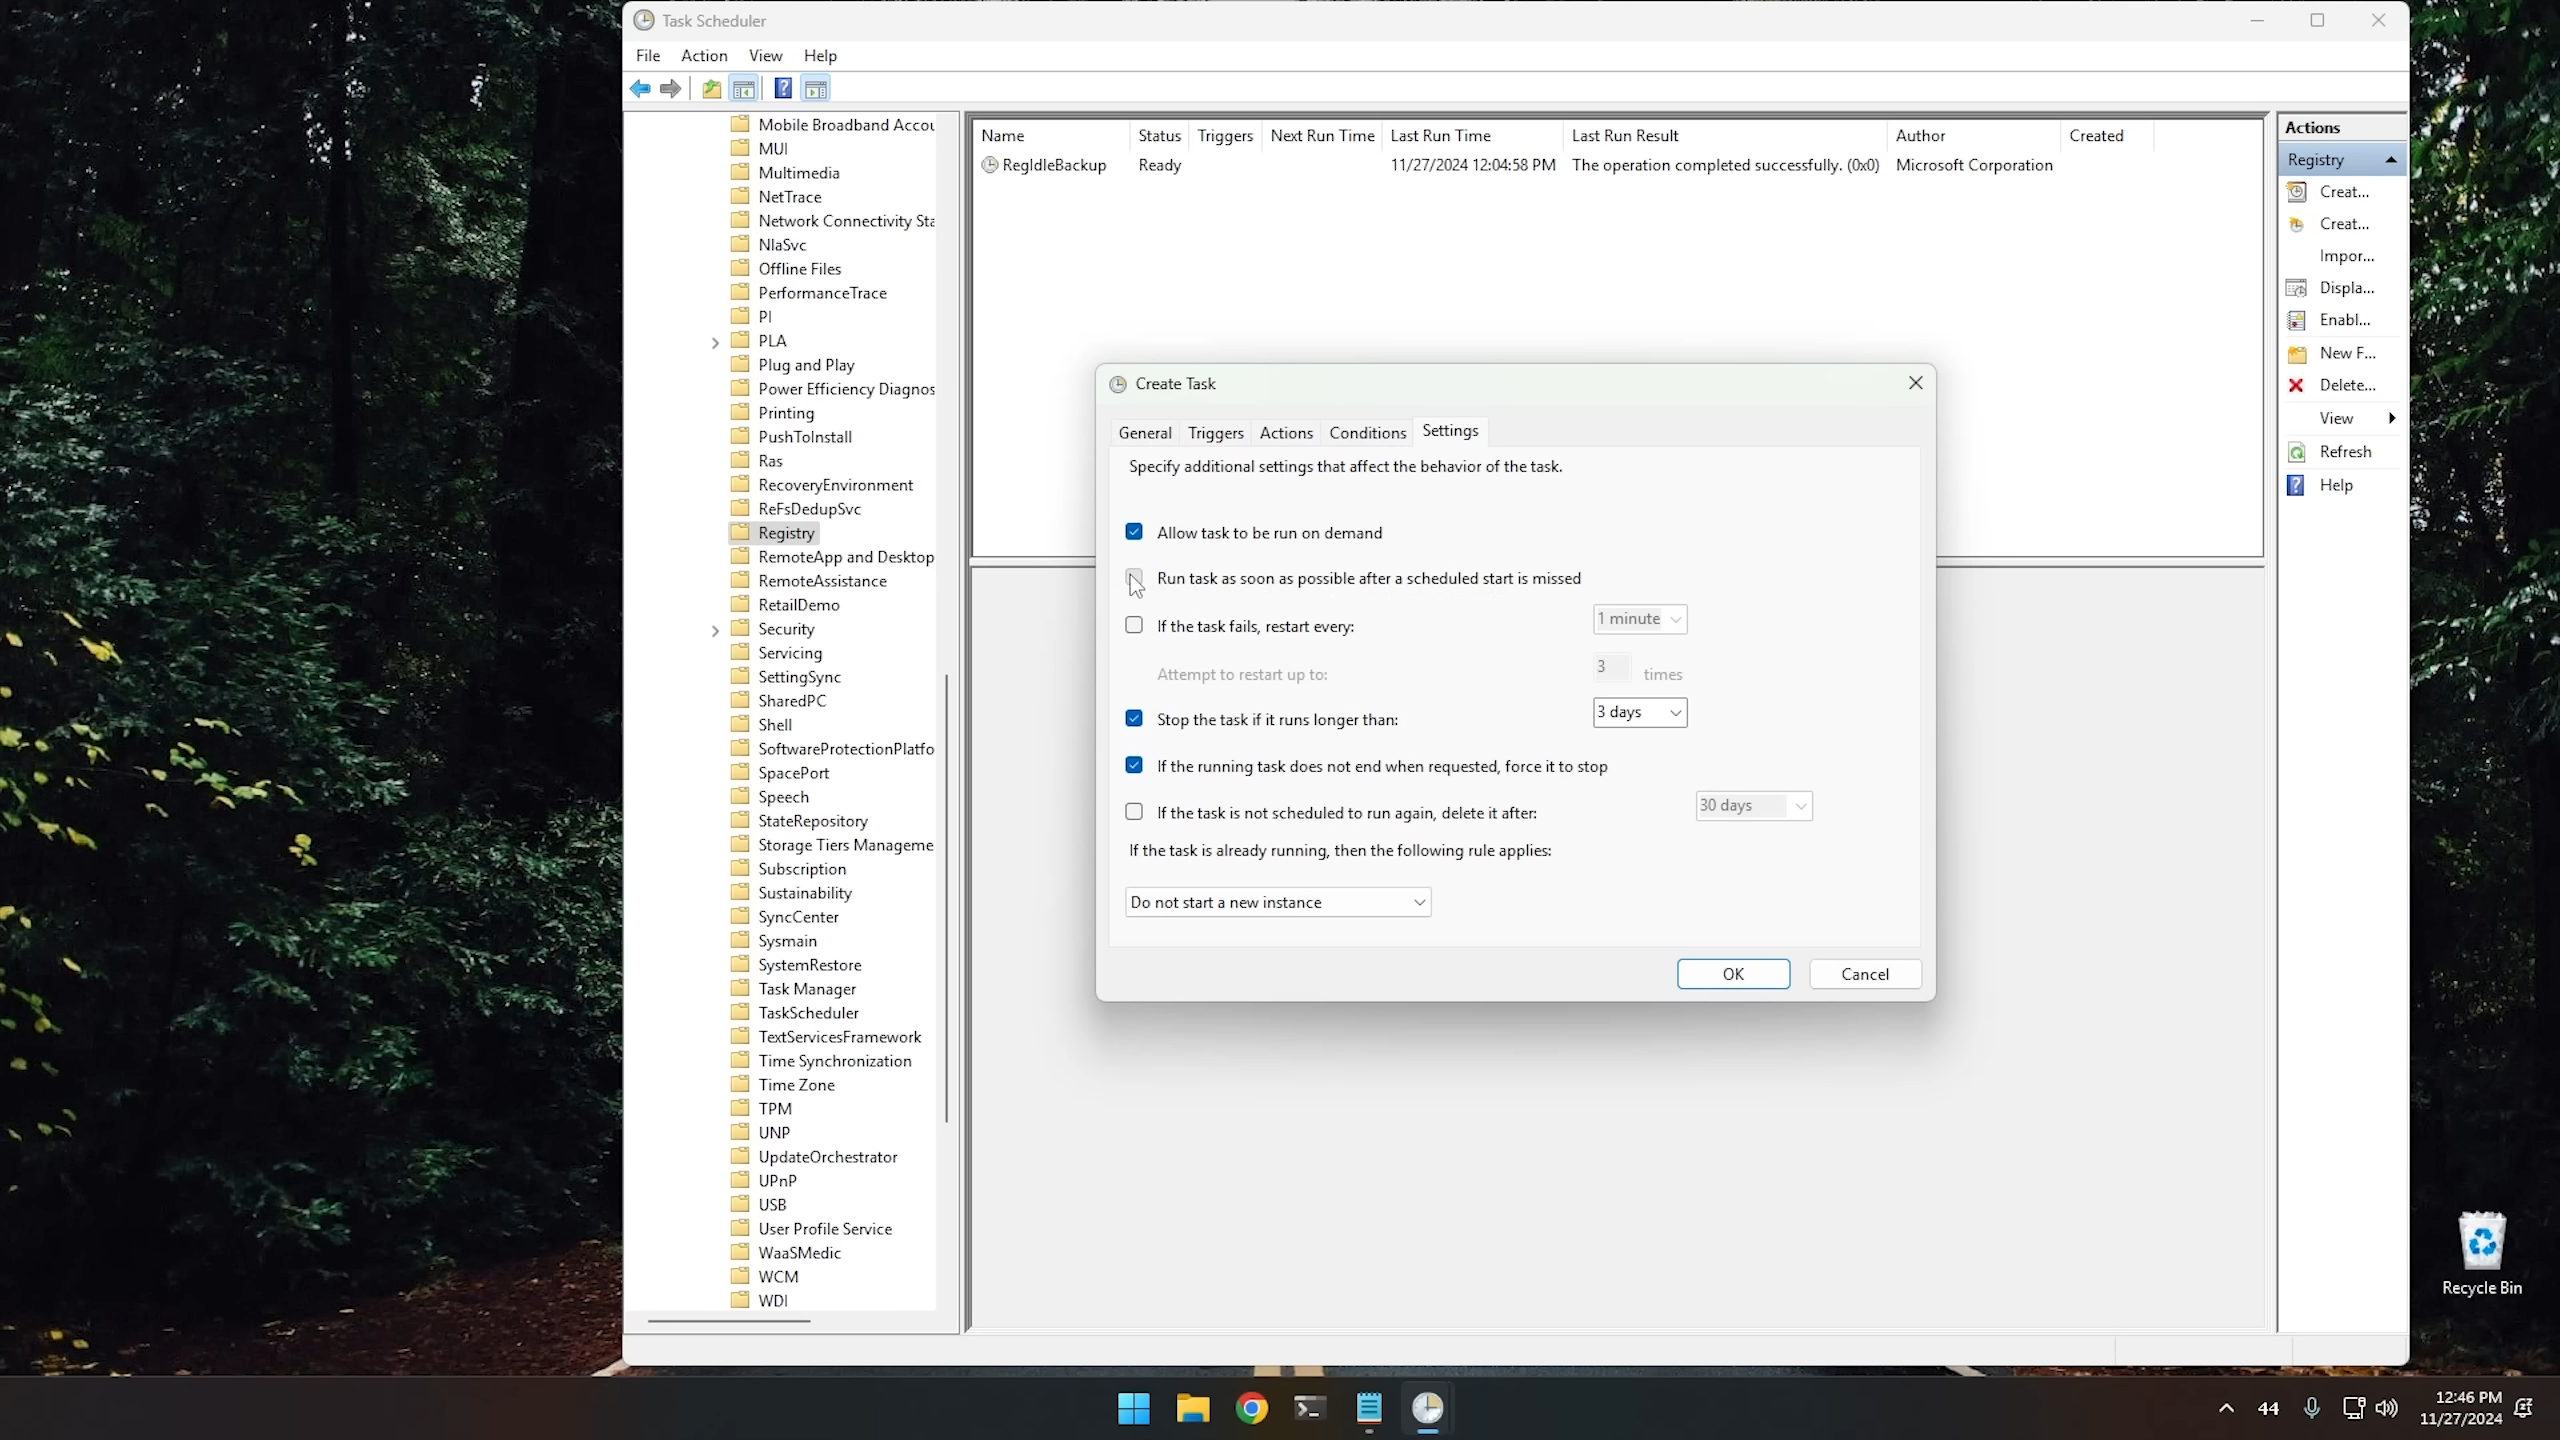 Task Scheduler
File Action View Help
Mobile Broadband Accou
MUI
Multimedia
NetTrace
Network Connectivity Sta
NlaSvc
Offline Files
PerformanceTrace
PI
PLA
Plug and Play
Power Efficiency Diagnos
Printing
PushToInstall
Ras
RecoveryEnvironment
ReFsDedupSvc
Registry
RemoteApp and Desktop
RemoteAssistance
RetailDemo
Security
Servicing
SettingSync
SharedPC
Shell
SoftwareProtectionPlatfo
SpacePort
Speech
StateRepository
Storage Tiers Manageme
Subscription
Sustainability
SyncCenter
Sysmain
SystemRestore
Task Manager
TaskScheduler
TextServicesFramework
Time Synchronization
Time Zone
TPM
UNP
UpdateOrchestrator
UPnP
USB
User Profile Service
WaaSMedic
WCM
WDI
Name Status Triggers Next Run Time Last Run Time Last Run Result Author Created
RegIdleBackup Ready 11/27/2024 12:04:58 PM The operation completed successfully. (0x0) Microsoft Corporation
Create Task
General Triggers Actions Conditions Settings
Specify additional settings that affect the behavior of the task.
Allow task to be run on demand
Run task as soon as possible after a scheduled start is missed
If the task fails, restart every: 1 minute
Attempt to restart up to: 3 times
Stop the task if it runs longer than: 3 days
If the running task does not end when requested, force it to stop
If the task is not scheduled to run again, delete it after: 30 days
If the task is already running, then the following rule applies:
Do not start a new instance
OK Cancel
Actions
Registry
Creat...
Creat...
Impor...
Displa...
Enabl...
New F...
Delete...
View
Refresh
Help
Recycle Bin
44
12:46 PM
11/27/2024